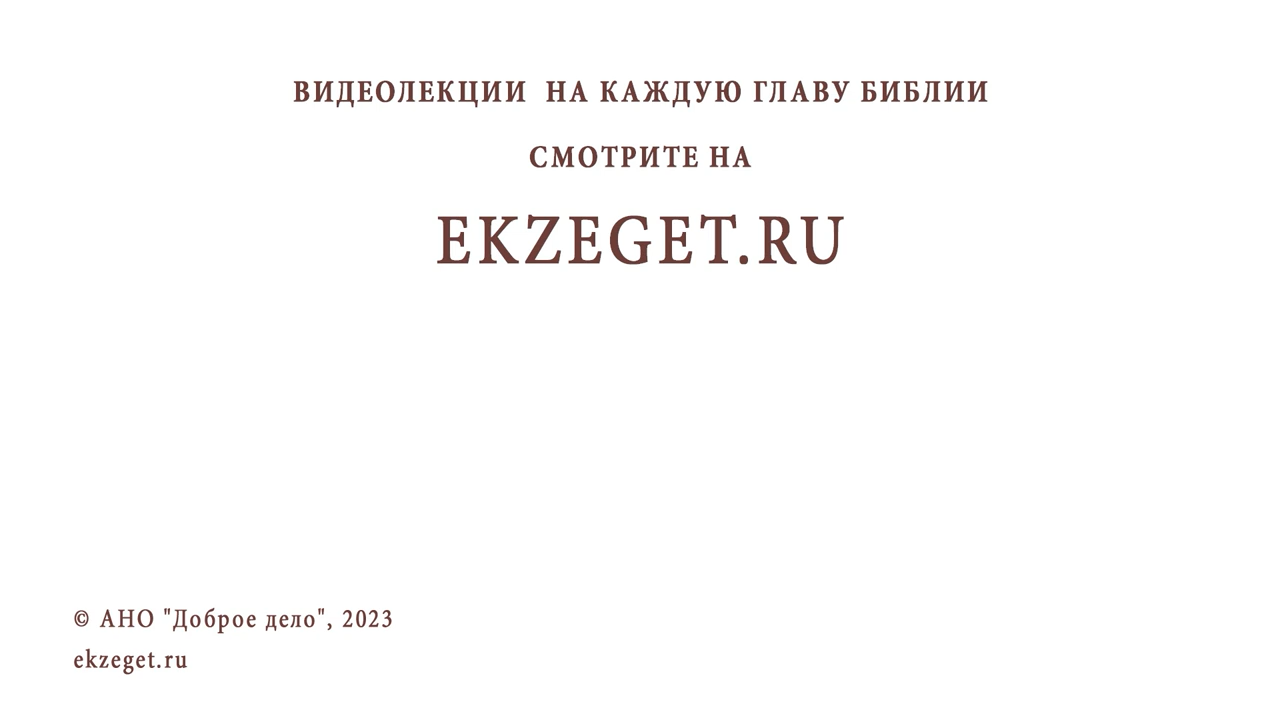 ВИДЕОЛЕКЦИИ НА КАЖДУЮ ГЛАВУ БИБЛИИ
СМОТРИТЕ НА
EKZEGET.RU
© АНО "Доброе дело", 2023
ekzeget.ru